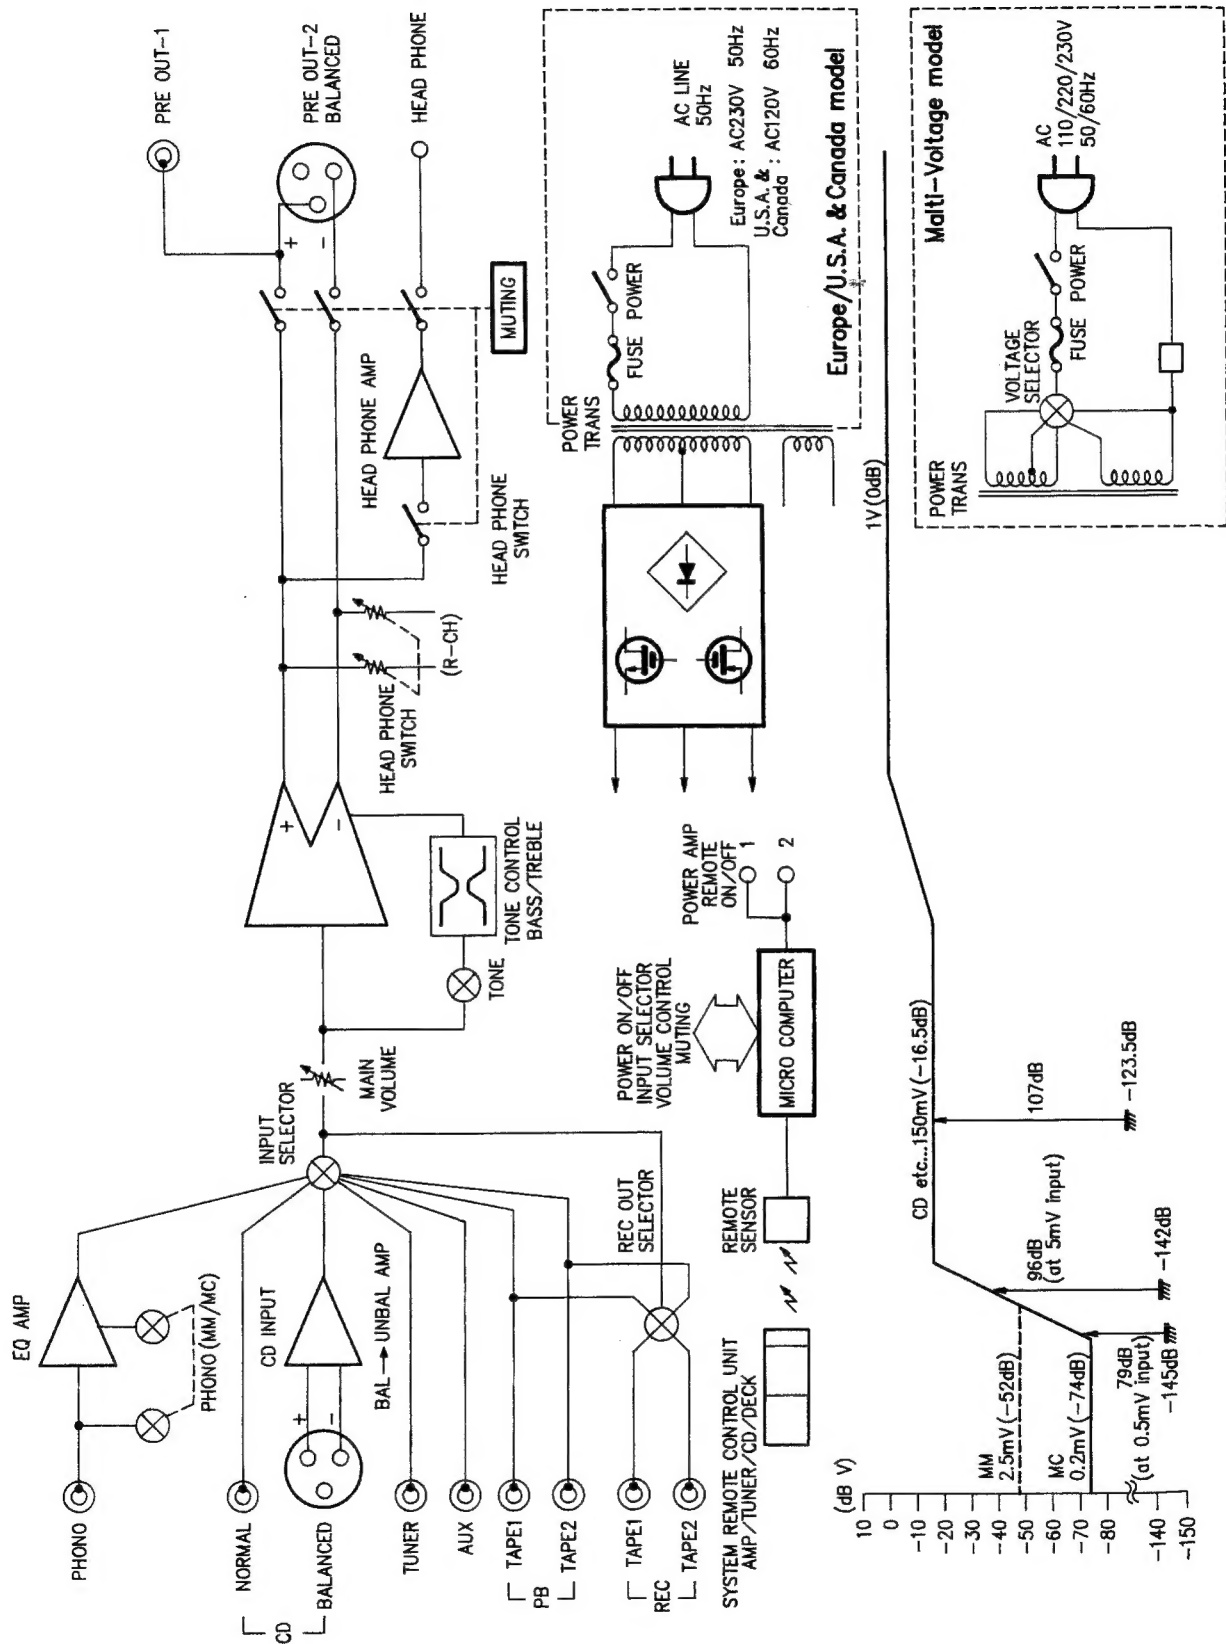 PHONO
EQ AMP
PHONO (MM/MC)
CD
NORMAL
BALANCED
+
−
CD INPUT
BAL → UNBAL AMP
TUNER
AUX
PB
TAPE1
TAPE2
REC
TAPE1
TAPE2
REC OUT
SELECTOR
INPUT
SELECTOR
MAIN
VOLUME
TONE
TONE CONTROL
BASS/TREBLE
+
−
HEAD PHONE
SWITCH
(R-CH)
HEAD PHONE
SWITCH
HEAD PHONE AMP
MUTING
+
−
PRE OUT-1
PRE OUT-2
BALANCED
HEAD PHONE
SYSTEM REMOTE CONTROL UNIT
AMP/TUNER/CD/DECK
REMOTE
SENSOR
MICRO COMPUTER
POWER ON/OFF
INPUT SELECTOR
VOLUME CONTROL
MUTING
POWER AMP
REMOTE
ON/OFF
1
2
POWER
TRANS
FUSE
POWER
AC LINE
50Hz
Europe : AC230V 50Hz
U.S.A. &
Canada : AC120V 60Hz
Europe/U.S.A. & Canada model
(dB V)
10
0
-10
-20
-30
-40
-50
-60
-70
-80
-140
-150
MM
2.5mV (-52dB)
MC
0.2mV (-74dB)
79dB
(at 0.5mV input)
-145dB
96dB
(at 5mV input)
-142dB
CD etc...150mV (-16.5dB)
107dB
-123.5dB
1V (0dB)
POWER
TRANS
VOLTAGE
SELECTOR
FUSE
POWER
AC
110/220/230V
50/60Hz
Malti-Voltage model